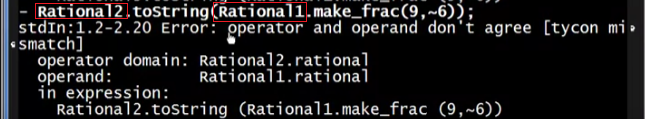 - Rational2.toString(Rational1.make_frac(9,~6));
stdIn:1.2-2.20 Error: operator and operand don't agree [tycon mi
smatch]
operator domain: Rational2.rational
operand: Rational1.rational
in expression:
Rational2.toString (Rational1.make_frac (9,~6))